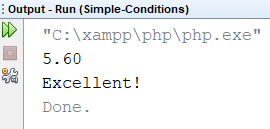 Output - Run (Simple-Conditions)
"C:\xampp\php\php.exe"
5.60
Excellent!
Done.